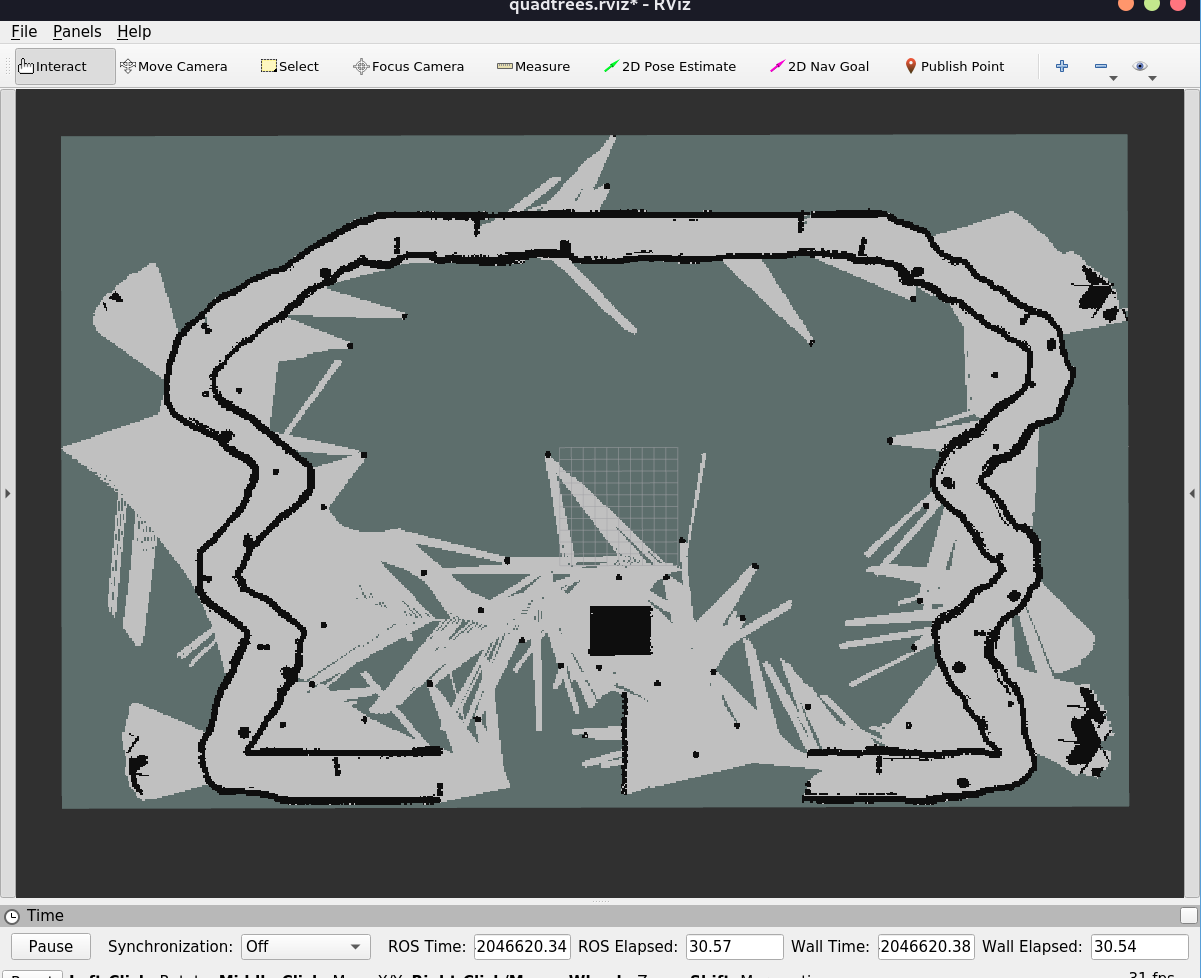 quadtrees.rviz* - RViz
File Panels Help
Interact Move Camera Select Focus Camera Measure 2D Pose Estimate 2D Nav Goal Publish Point
Time
Pause Synchronization: Off ROS Time: 2046620.34 ROS Elapsed: 30.57 Wall Time: 2046620.38 Wall Elapsed: 30.54
31 fps